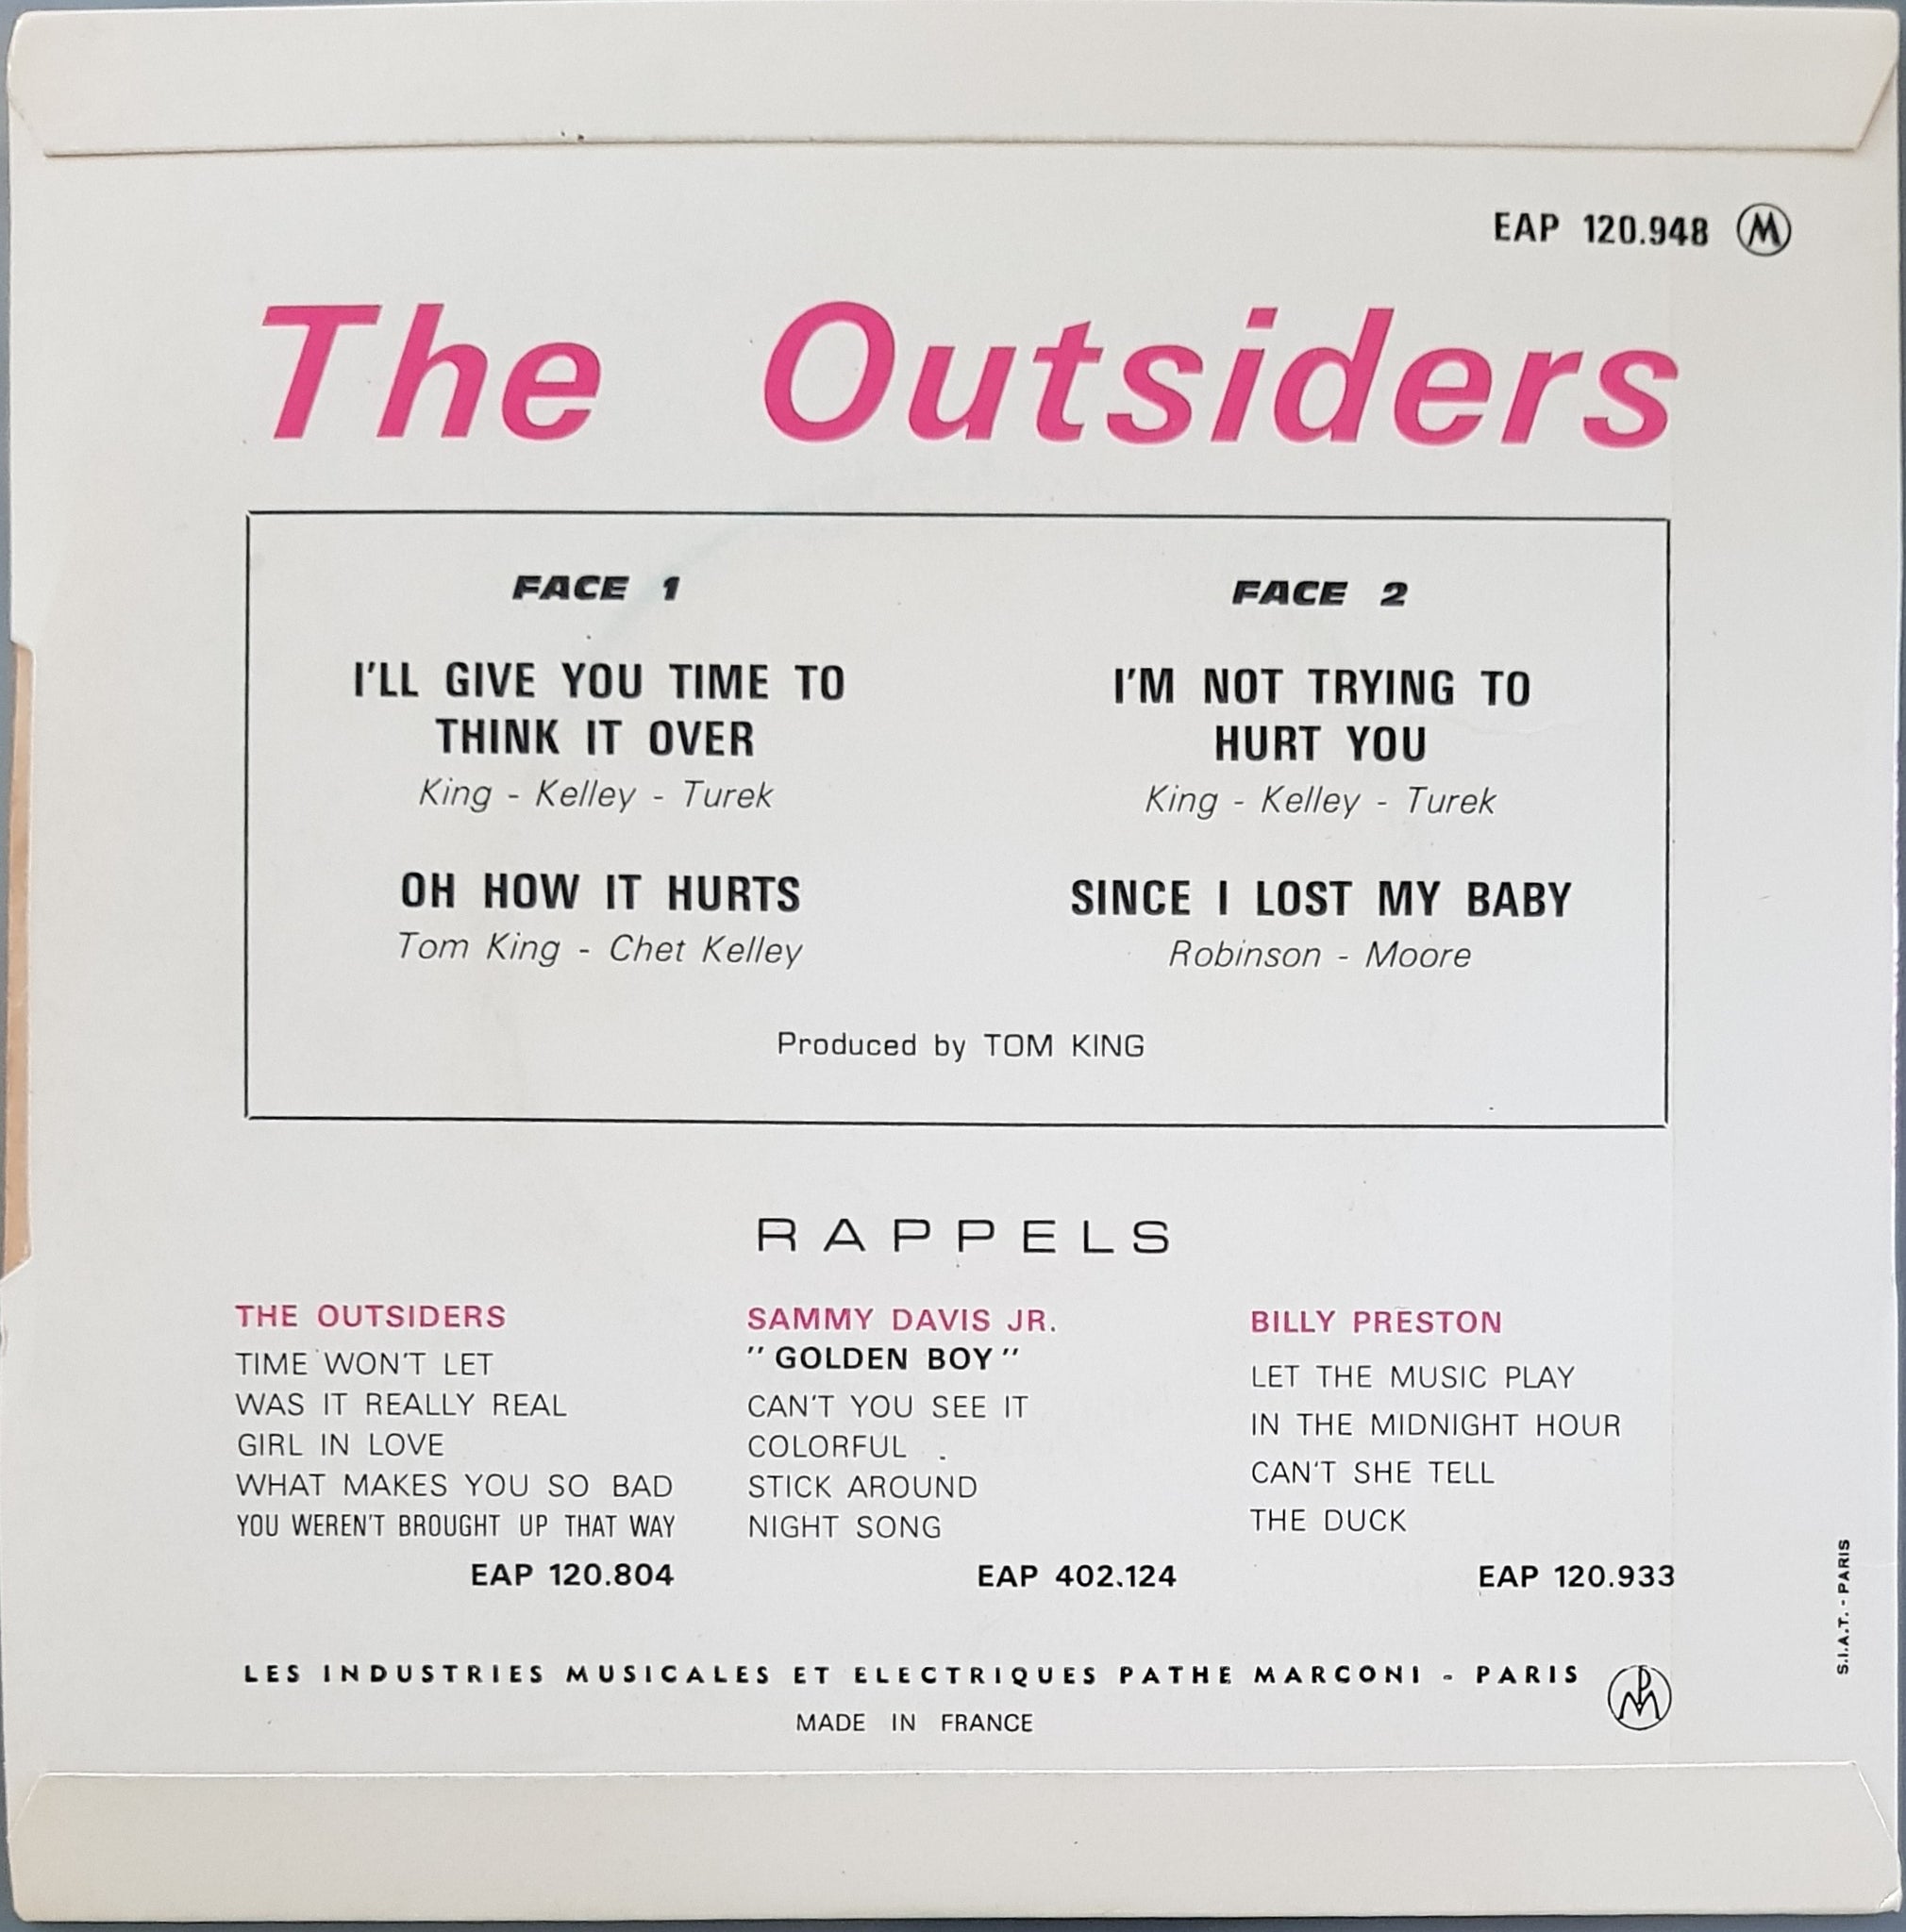 EAP 120.948 M
The Outsiders
FACE 1
I'LL GIVE YOU TIME TO
THINK IT OVER
King - Kelley - Turek
OH HOW IT HURTS
Tom King - Chet Kelley
FACE 2
I'M NOT TRYING TO
HURT YOU
King - Kelley - Turek
SINCE I LOST MY BABY
Robinson - Moore
Produced by TOM KING
RAPPELS
THE OUTSIDERS
TIME WON'T LET
WAS IT REALLY REAL
GIRL IN LOVE
WHAT MAKES YOU SO BAD
YOU WEREN'T BROUGHT UP THAT WAY
EAP 120.804
SAMMY DAVIS JR.
"GOLDEN BOY"
CAN'T YOU SEE IT
COLORFUL
STICK AROUND
NIGHT SONG
EAP 402.124
BILLY PRESTON
LET THE MUSIC PLAY
IN THE MIDNIGHT HOUR
CAN'T SHE TELL
THE DUCK
EAP 120.933
S.I.A.T. - PARIS
LES INDUSTRIES MUSICALES ET ELECTRIQUES PATHE MARCONI - PARIS PM
MADE IN FRANCE